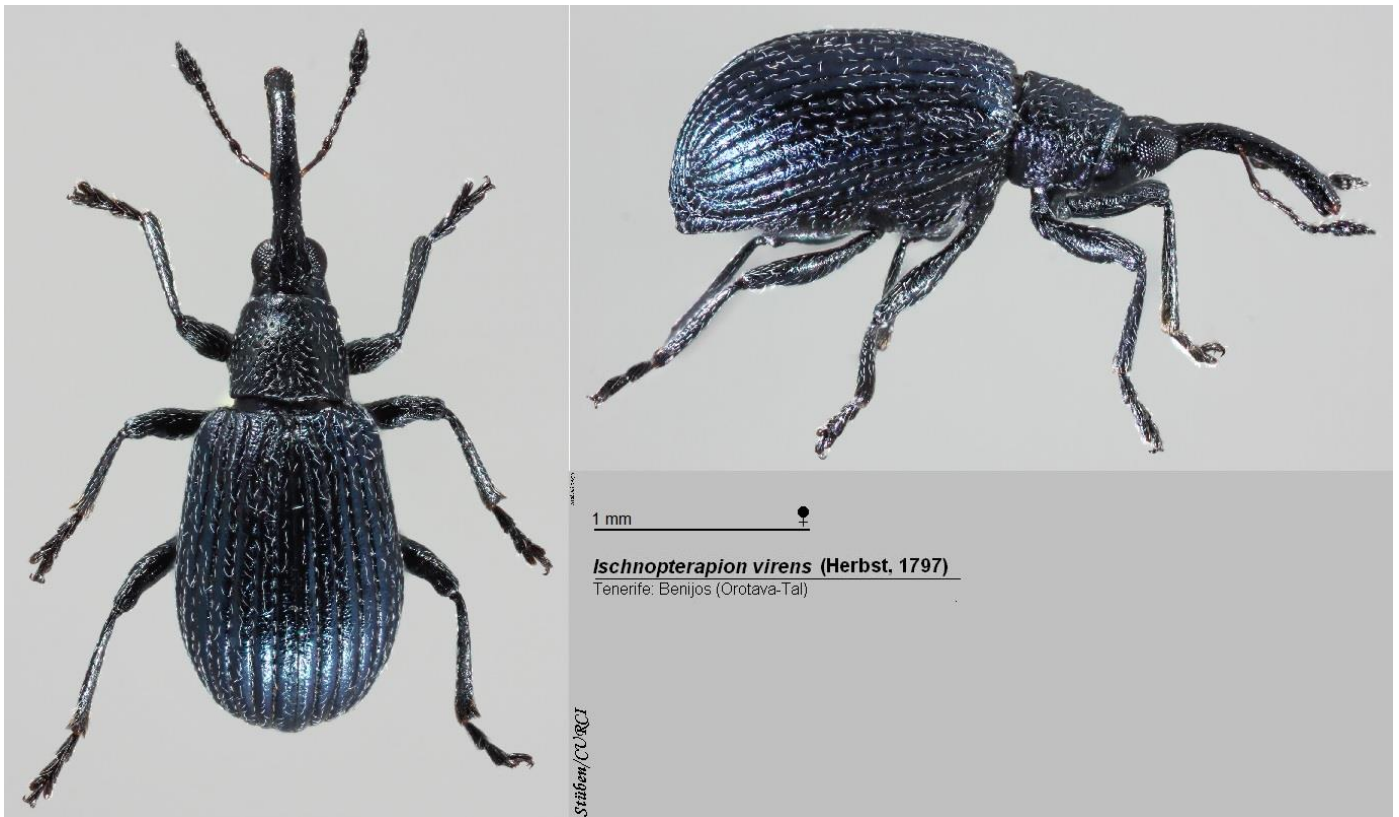 1 mm
Ischnopterapion virens (Herbst, 1797)
Tenerife: Benijos (Orotava-Tal)
Stüben/CURCI